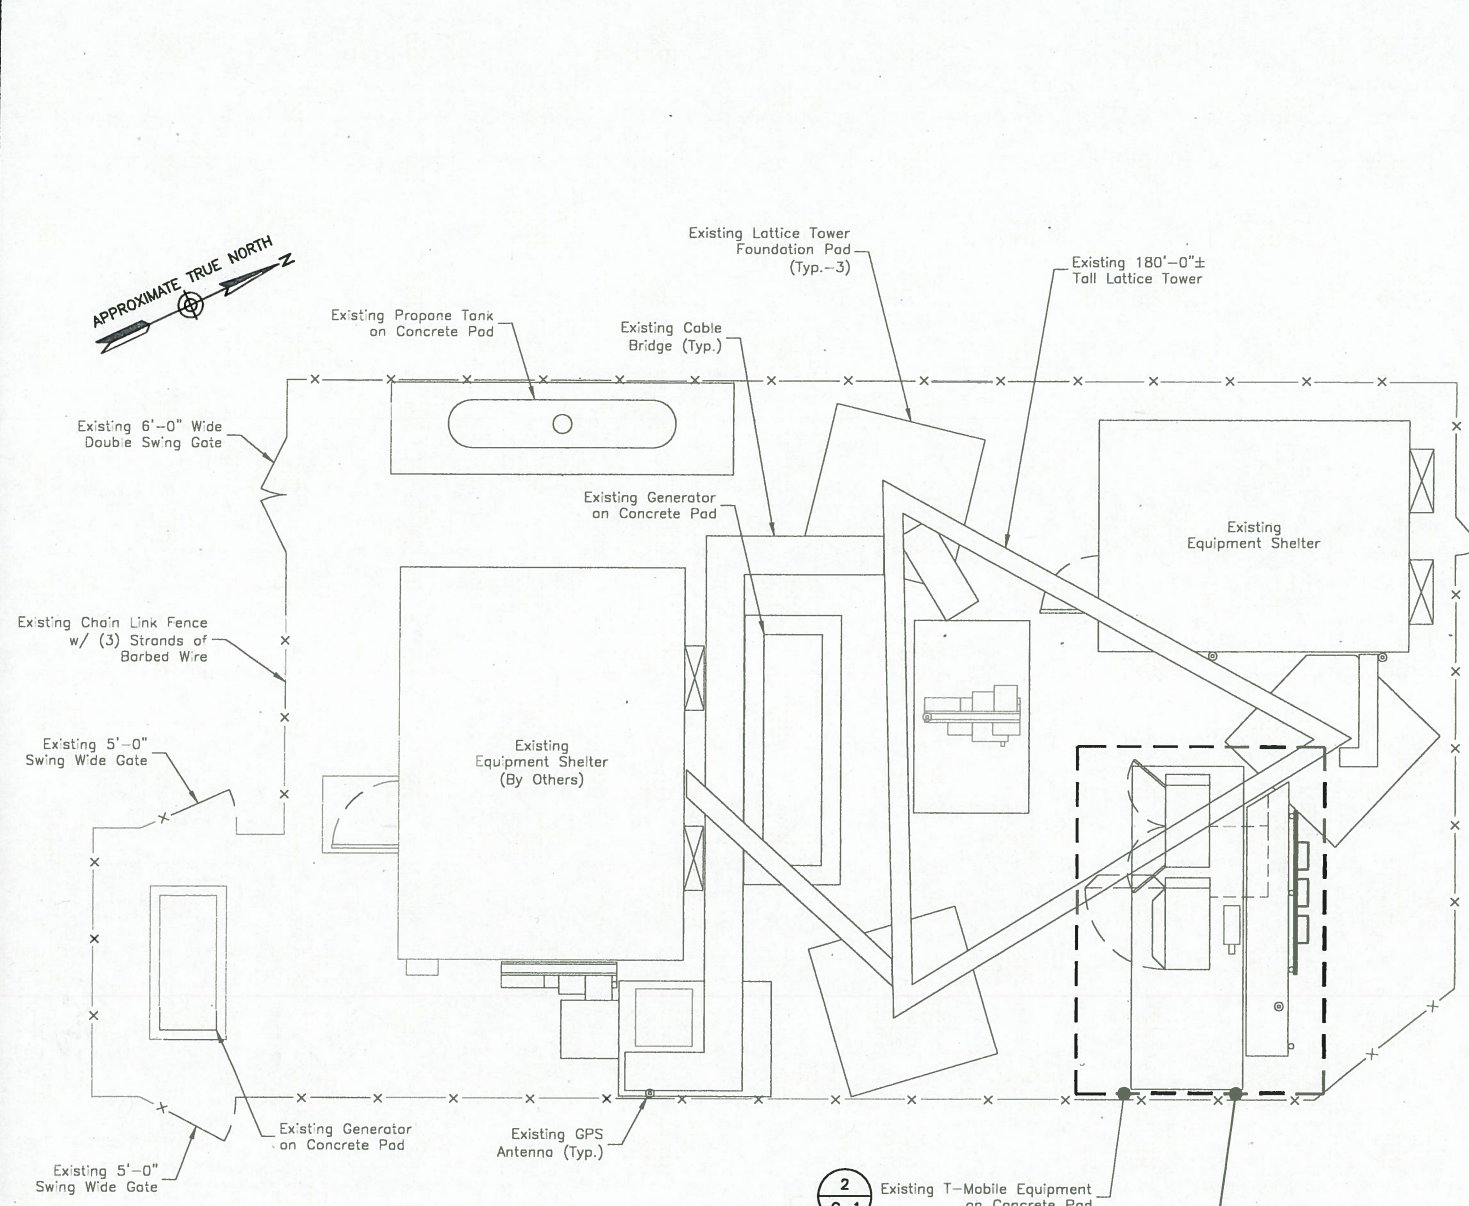 Existing Lattice Tower
Foundation Pad
(Typ.-3)
Existing 180'-0"±
Tall Lattice Tower
APPROXIMATE TRUE NORTH
N
Existing Propane Tank
on Concrete Pad
Existing Cable
Bridge (Typ.)
Existing 6'-0" Wide
Double Swing Gate
Existing Generator
on Concrete Pad
Existing
Equipment Shelter
Existing Chain Link Fence
w/ (3) Strands of
Barbed Wire
Existing 5'-0"
Swing Wide Gate
Existing
Equipment Shelter
(By Others)
Existing Generator
on Concrete Pad
Existing GPS
Antenna (Typ.)
Existing 5'-0"
Swing Wide Gate
2
Existing T-Mobile Equipment
on Concrete Pad